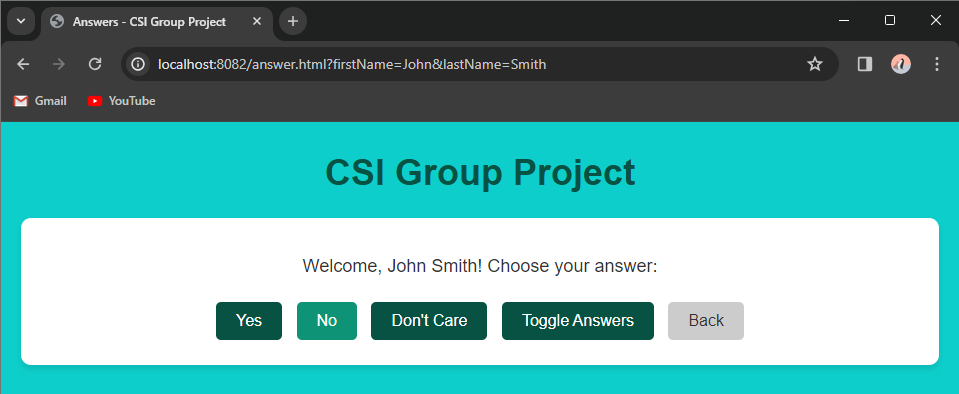 Answers - CSI Group Project
localhost:8082/answer.html?firstName=John&lastName=Smith
Gmail YouTube
CSI Group Project
Welcome, John Smith! Choose your answer:
Yes No Don't Care Toggle Answers Back